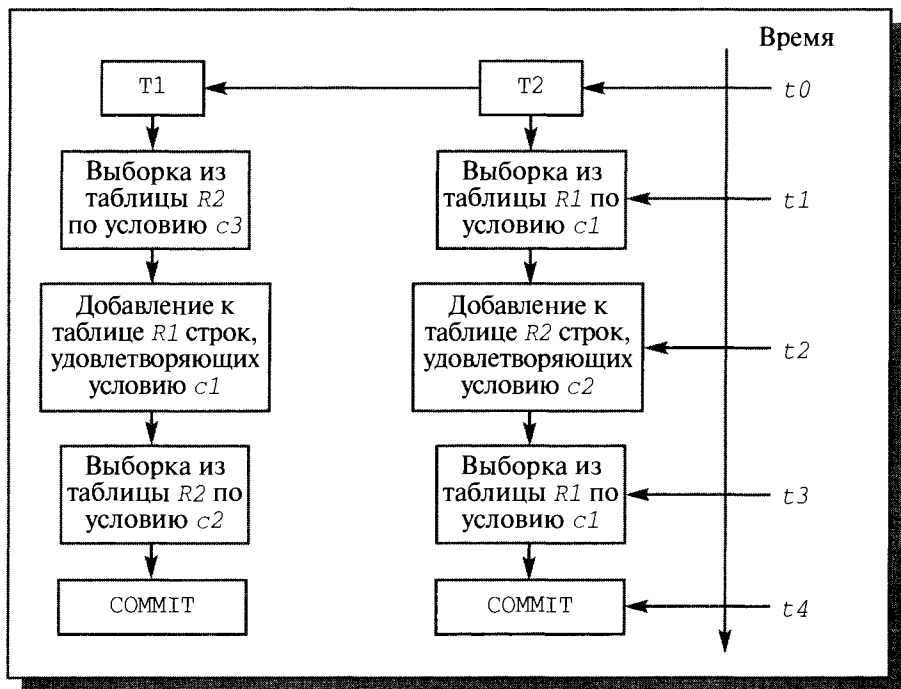 Время
T1
T2
t0
Выборка из
таблицы R2
по условию c3
Выборка из
таблицы R1 по
условию c1
t1
Добавление к
таблице R1 строк,
удовлетворяющих
условию c1
Добавление к
таблице R2 строк,
удовлетворяющих
условию c2
t2
Выборка из
таблицы R2 по
условию c2
Выборка из
таблицы R1 по
условию c1
t3
COMMIT
COMMIT
t4